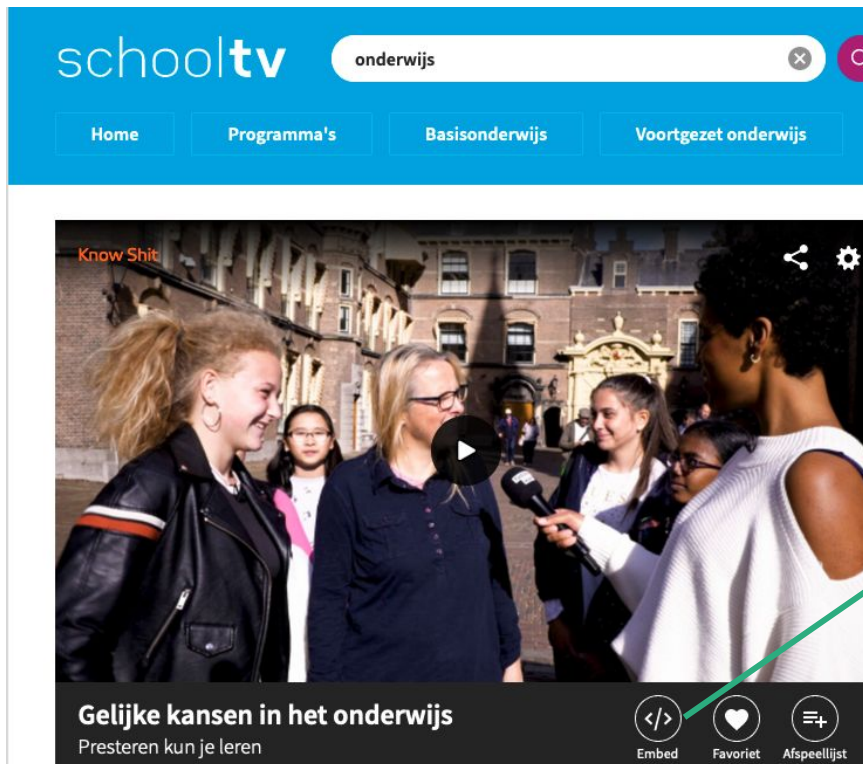 schooltv
onderwijs
Home
Programma's
Basisonderwijs
Voortgezet onderwijs
Know Shit
Gelijke kansen in het onderwijs
Presteren kun je leren
Embed
Favoriet
Afspeellijst